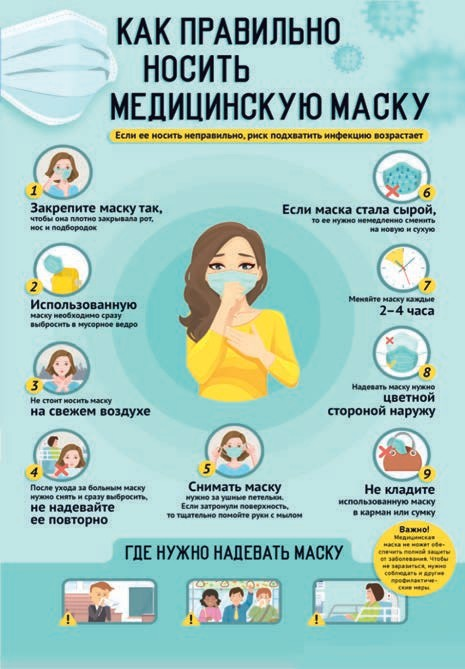 КАК ПРАВИЛЬНО
НОСИТЬ
МЕДИЦИНСКУЮ МАСКУ
Если ее носить неправильно, риск подхватить инфекцию возрастает
1
Закрепите маску так,
чтобы она плотно закрывала рот,
нос и подбородок
2
Использованную
маску необходимо сразу
выбросить в мусорное ведро
3
Не стоит носить маску
на свежем воздухе
4
После ухода за больным маску
нужно снять и сразу выбросить,
не надевайте
ее повторно
5
Снимать маску
нужно за ушные петельки.
Если затронули поверхность,
то тщательно помойте руки с мылом
6
Если маска стала сырой,
то ее нужно немедленно сменить
на новую и сухую
7
Меняйте маску каждые
2–4 часа
8
Надевать маску нужно
цветной
стороной наружу
9
Не кладите
использованную маску
в карман или сумку
Важно!
Медицинская
маска не может обе-
спечить полной защиты
от заболевания. Чтобы
не заразиться, нужно
соблюдать и другие
профилактиче-
ские меры.
ГДЕ НУЖНО НАДЕВАТЬ МАСКУ
!
!
!